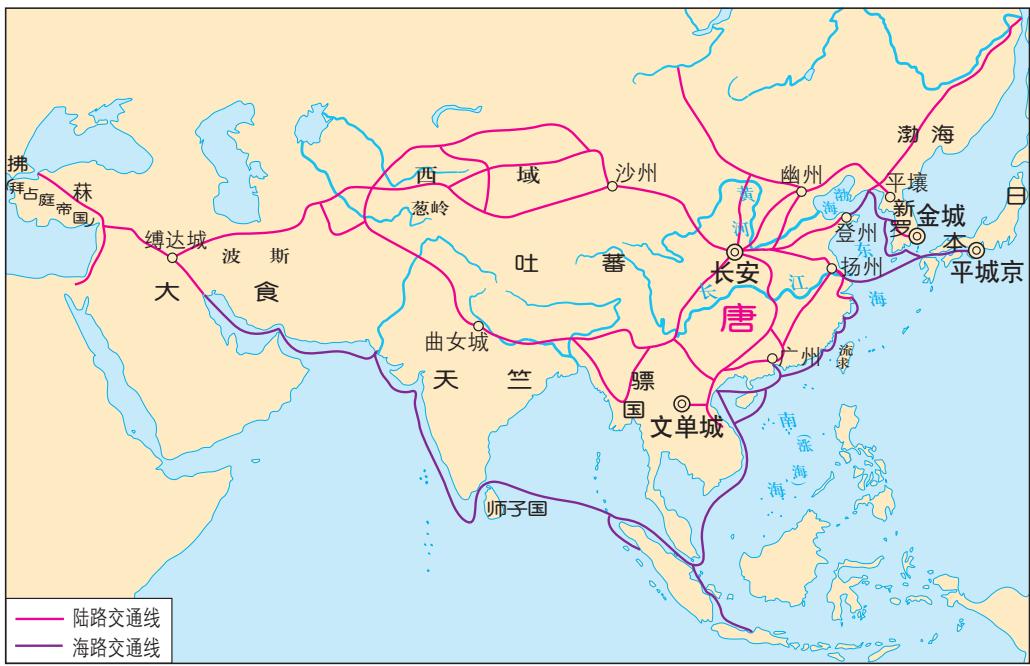 渤海
拂菻
拜占庭帝国
西域
沙州
幽州
平壤
日本
黄河
渤海
葱岭
新罗
金城
登州
缚达城
波斯
吐蕃
长安
东海
平城京
扬州
大食
长江
唐
曲女城
广州
流求
天竺
骠国
文单城
南海
(涨海)
师子国
陆路交通线
海路交通线